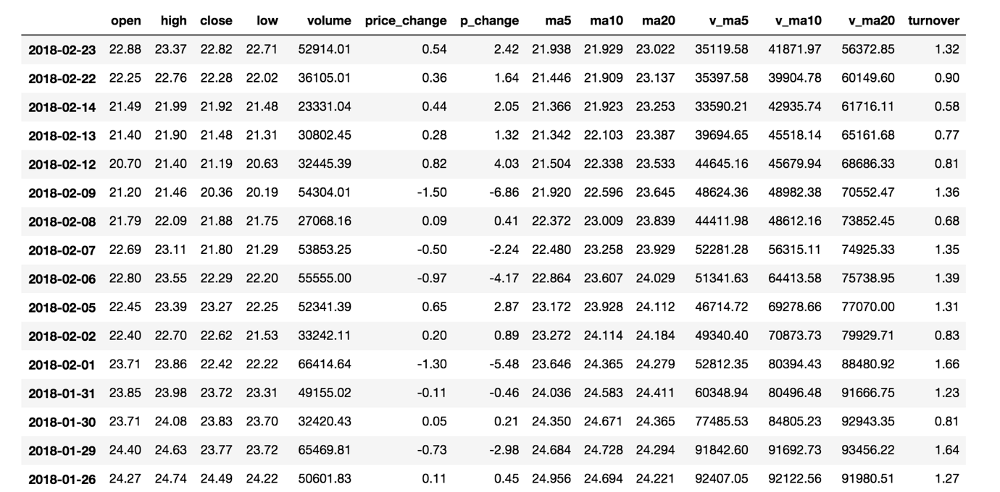 open high close low volume price_change p_change ma5 ma10 ma20 v_ma5 v_ma10 v_ma20 turnover
2018-02-23 22.88 23.37 22.82 22.71 52914.01 0.54 2.42 21.938 21.929 23.022 35119.58 41871.97 56372.85 1.32
2018-02-22 22.25 22.76 22.28 22.02 36105.01 0.36 1.64 21.446 21.909 23.137 35397.58 39904.78 60149.60 0.90
2018-02-14 21.49 21.99 21.92 21.48 23331.04 0.44 2.05 21.366 21.923 23.253 33590.21 42935.74 61716.11 0.58
2018-02-13 21.40 21.90 21.48 21.31 30802.45 0.28 1.32 21.342 22.103 23.387 39694.65 45518.14 65161.68 0.77
2018-02-12 20.70 21.40 21.19 20.63 32445.39 0.82 4.03 21.504 22.338 23.533 44645.16 45679.94 68686.33 0.81
2018-02-09 21.20 21.46 20.36 20.19 54304.01 -1.50 -6.86 21.920 22.596 23.645 48624.36 48982.38 70552.47 1.36
2018-02-08 21.79 22.09 21.88 21.75 27068.16 0.09 0.41 22.372 23.009 23.839 44411.98 48612.16 73852.45 0.68
2018-02-07 22.69 23.11 21.80 21.29 53853.25 -0.50 -2.24 22.480 23.258 23.929 52281.28 56315.11 74925.33 1.35
2018-02-06 22.80 23.55 22.29 22.20 55555.00 -0.97 -4.17 22.864 23.607 24.029 51341.63 64413.58 75738.95 1.39
2018-02-05 22.45 23.39 23.27 22.25 52341.39 0.65 2.87 23.172 23.928 24.112 46714.72 69278.66 77070.00 1.31
2018-02-02 22.40 22.70 22.62 21.53 33242.11 0.20 0.89 23.272 24.114 24.184 49340.40 70873.73 79929.71 0.83
2018-02-01 23.71 23.86 22.42 22.22 66414.64 -1.30 -5.48 23.646 24.365 24.279 52812.35 80394.43 88480.92 1.66
2018-01-31 23.85 23.98 23.72 23.31 49155.02 -0.11 -0.46 24.036 24.583 24.411 60348.94 80496.48 91666.75 1.23
2018-01-30 23.71 24.08 23.83 23.70 32420.43 0.05 0.21 24.350 24.671 24.365 77485.53 84805.23 92943.35 0.81
2018-01-29 24.40 24.63 23.77 23.72 65469.81 -0.73 -2.98 24.684 24.728 24.294 91842.60 91692.73 93456.22 1.64
2018-01-26 24.27 24.74 24.49 24.22 50601.83 0.11 0.45 24.956 24.694 24.221 92407.05 92122.56 91980.51 1.27